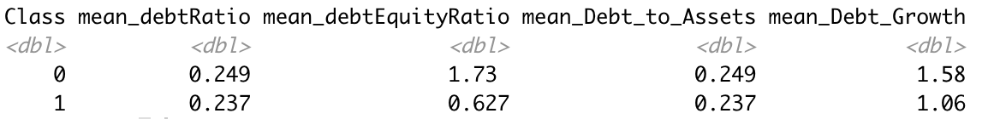 Class mean_debtRatio mean_debtEquityRatio mean_Debt_to_Assets mean_Debt_Growth
<dbl> <dbl> <dbl> <dbl> <dbl>
0 0.249 1.73 0.249 1.58
1 0.237 0.627 0.237 1.06